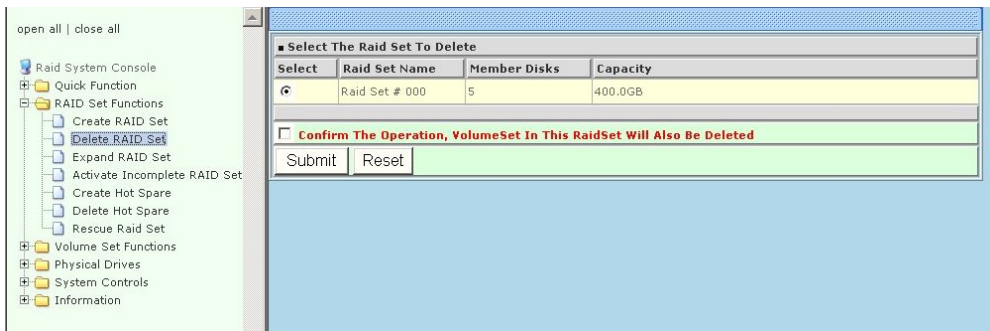 open all | close all
Raid System Console
Quick Function
RAID Set Functions
Create RAID Set
Delete RAID Set
Expand RAID Set
Activate Incomplete RAID Set
Create Hot Spare
Delete Hot Spare
Rescue Raid Set
Volume Set Functions
Physical Drives
System Controls
Information
Select The Raid Set To Delete
Select Raid Set Name Member Disks Capacity
Raid Set # 000 5 400.0GB
Confirm The Operation, VolumeSet In This RaidSet Will Also Be Deleted
Submit Reset